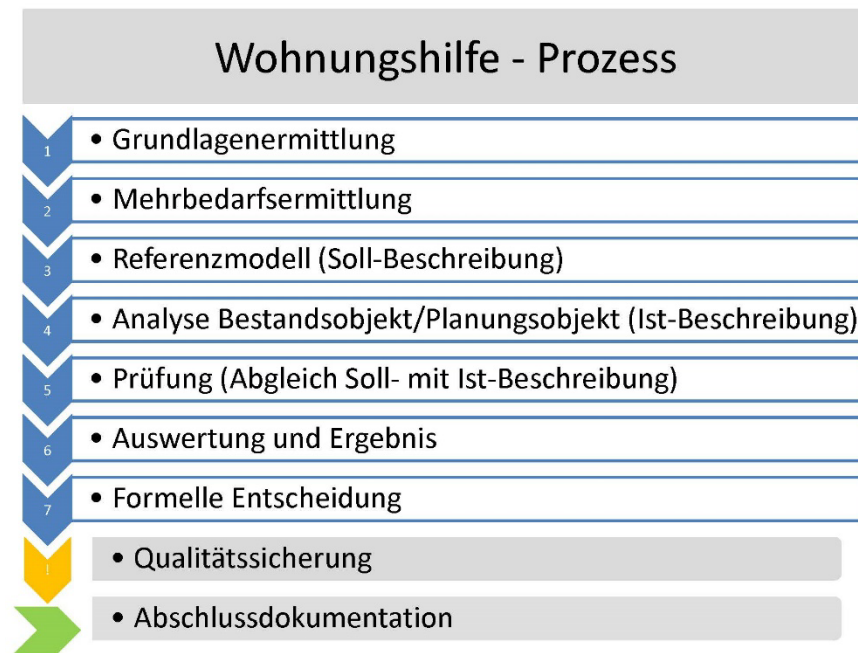 Wohnungshilfe - Prozess
1 • Grundlagenermittlung
2 • Mehrbedarfsermittlung
3 • Referenzmodell (Soll-Beschreibung)
4 • Analyse Bestandsobjekt/Planungsobjekt (Ist-Beschreibung)
5 • Prüfung (Abgleich Soll- mit Ist-Beschreibung)
6 • Auswertung und Ergebnis
7 • Formelle Entscheidung
! • Qualitätssicherung
• Abschlussdokumentation